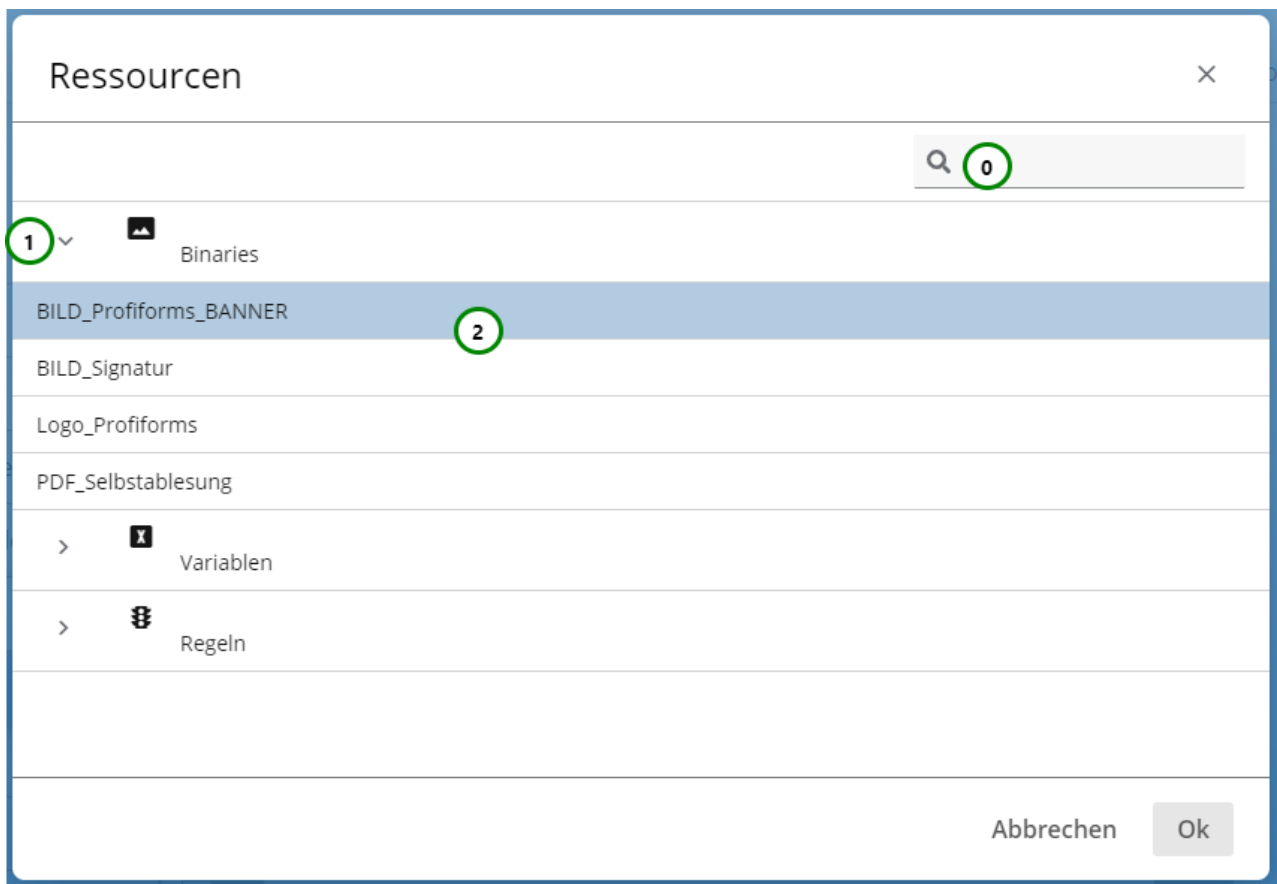 Ressourcen
0
1
Binaries
BILD_Profiforms_BANNER
2
BILD_Signatur
Logo_Profiforms
PDF_Selbstablesung
X
Variablen
Regeln
Abbrechen Ok